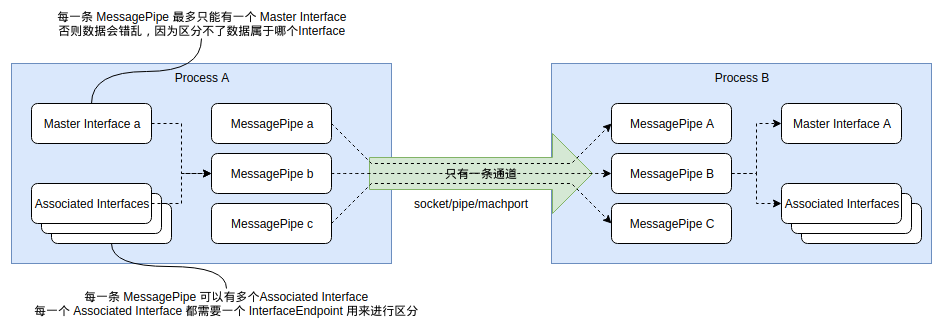 每一条 MessagePipe 最多只能有一个 Master Interface
否则数据会错乱，因为区分不了数据属于哪个Interface
Process A
Master Interface a
Associated Interfaces
MessagePipe a
MessagePipe b
MessagePipe c
只有一条通道
socket/pipe/machport
Process B
MessagePipe A
MessagePipe B
MessagePipe C
Master Interface A
Associated Interfaces
每一条 MessagePipe 可以有多个Associated Interface
每一个 Associated Interface 都需要一个 InterfaceEndpoint 用来进行区分